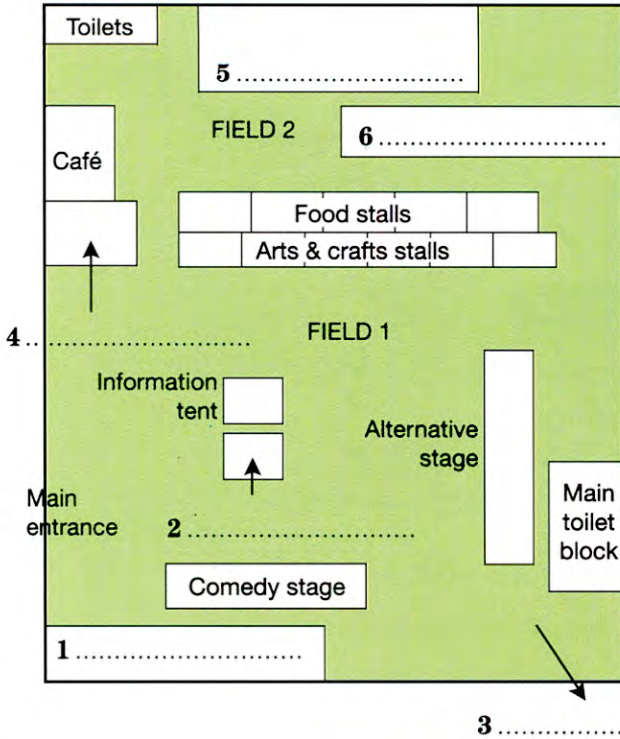 Toilets
5 ........................................
FIELD 2
6 ....................................
Café
Food stalls
Arts & crafts stalls
4 ....................................
FIELD 1
Information
tent
Alternative
stage
Main
entrance
Main
toilet
block
2 ....................................
Comedy stage
1 ....................................
3 ....................